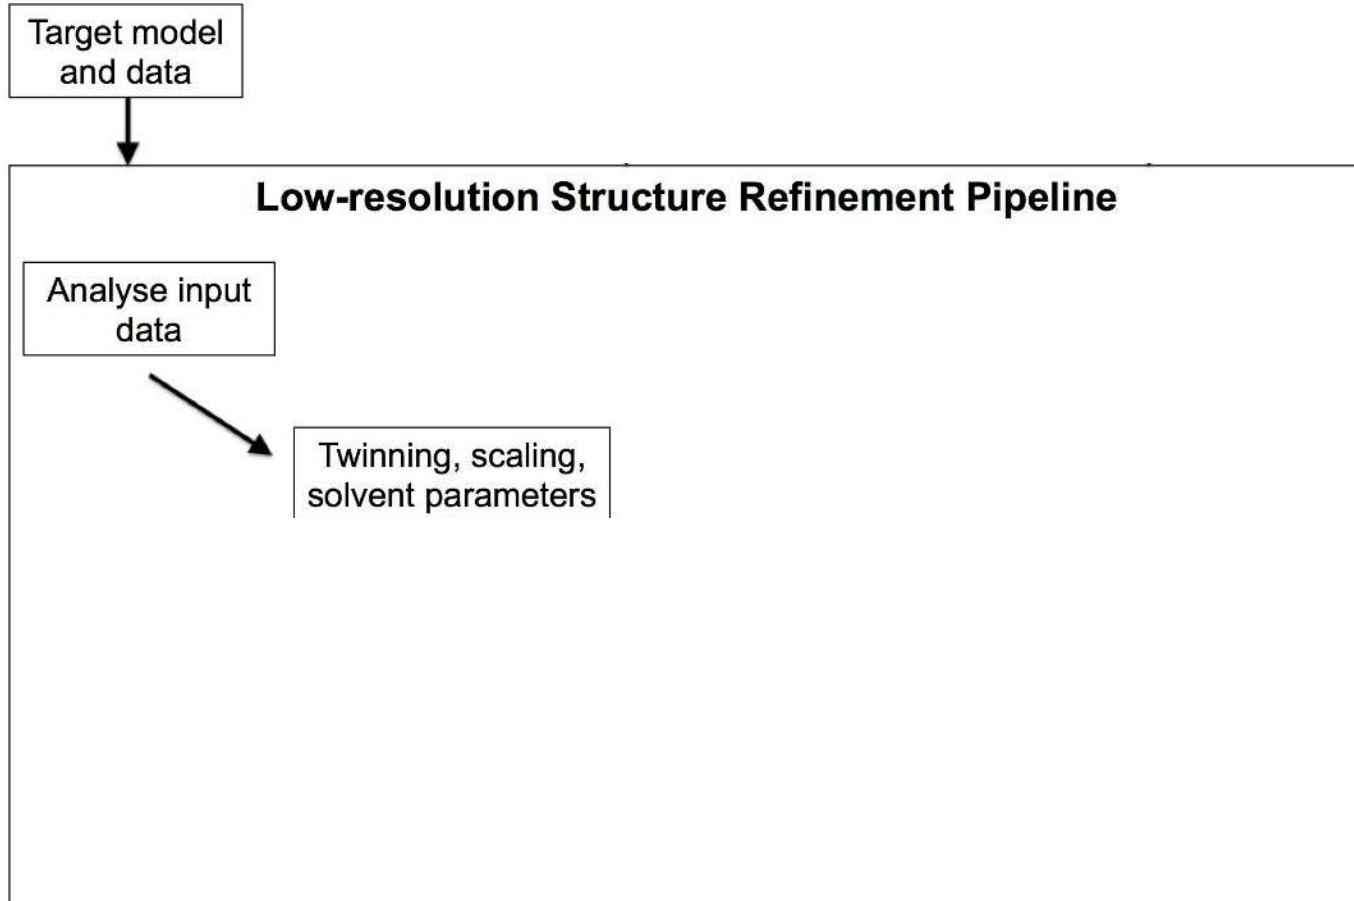 Target model
and data
Low-resolution Structure Refinement Pipeline
Analyse input
data
Twinning, scaling,
solvent parameters